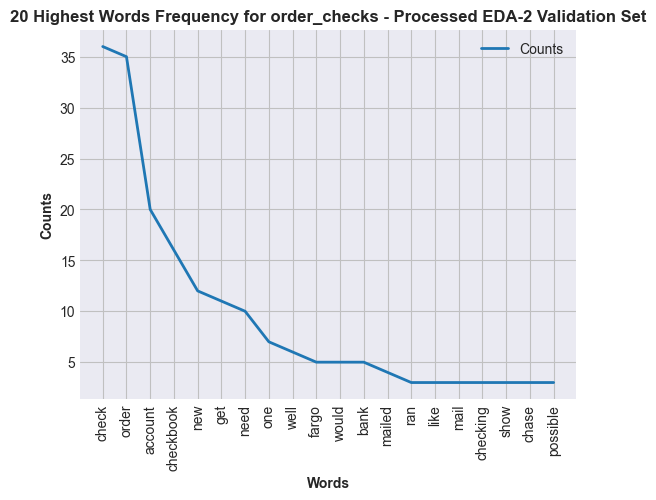 20 Highest Words Frequency for order_checks - Processed EDA-2 Validation Set
Counts
35
30
25
20
15
10
5
Counts
check
order
account
checkbook
new
get
need
one
well
fargo
would
bank
mailed
ran
like
mail
checking
show
chase
possible
Words